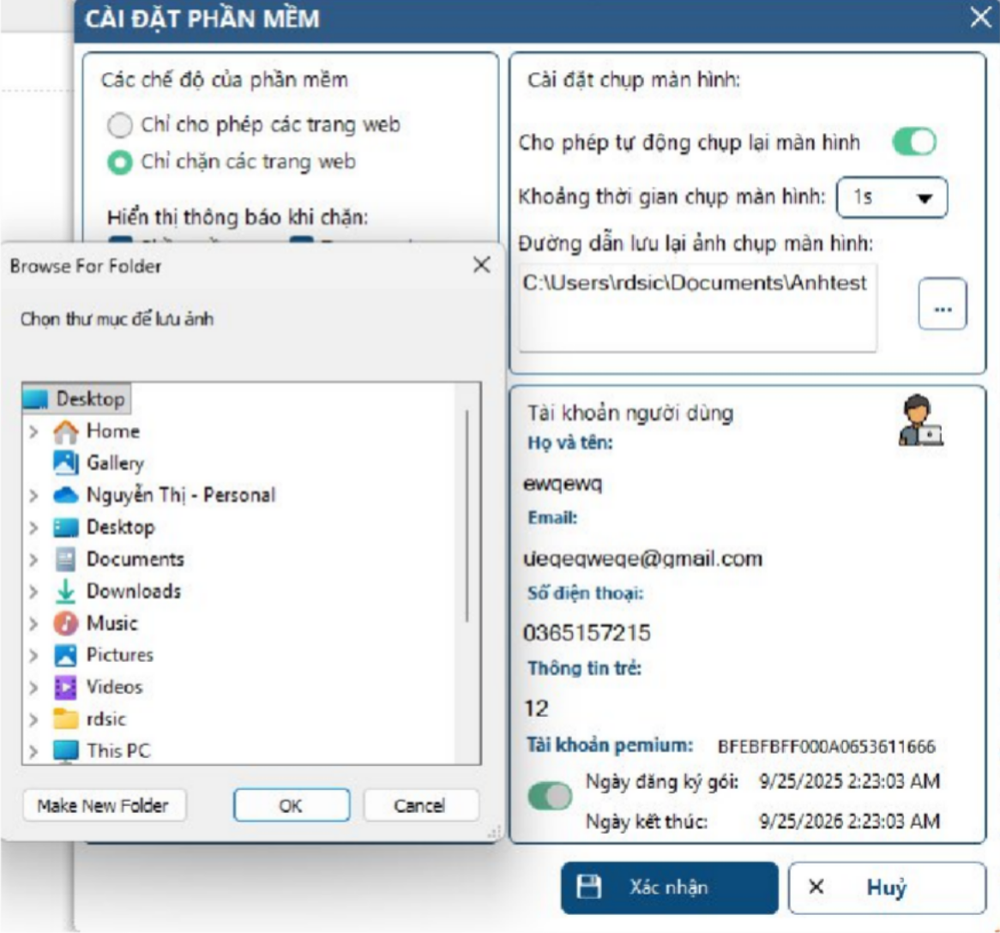 CÀI ĐẶT PHẦN MỀM
Các chế độ của phần mềm
Chỉ cho phép các trang web
Chỉ chặn các trang web
Hiển thị thông báo khi chặn:
Cài đặt chụp màn hình:
Cho phép tự động chụp lại màn hình
Khoảng thời gian chụp màn hình:
1s
Đường dẫn lưu lại ảnh chụp màn hình:
C:\Users\rdsic\Documents\Anhtest
...
Browse For Folder
Chọn thư mục để lưu ảnh
Desktop
Home
Gallery
Nguyễn Thị - Personal
Desktop
Documents
Downloads
Music
Pictures
Videos
rdsic
This PC
Make New Folder
OK
Cancel
Tài khoản người dùng
Họ và tên:
ewqewq
Email:
ueqeqweqe@gmail.com
Số điện thoại:
0365157215
Thông tin trẻ:
12
Tài khoản pemium: BFEBFBFF000A0653611666
Ngày đăng ký gói: 9/25/2025 2:23:03 AM
Ngày kết thúc: 9/25/2026 2:23:03 AM
Xác nhận
Huỷ